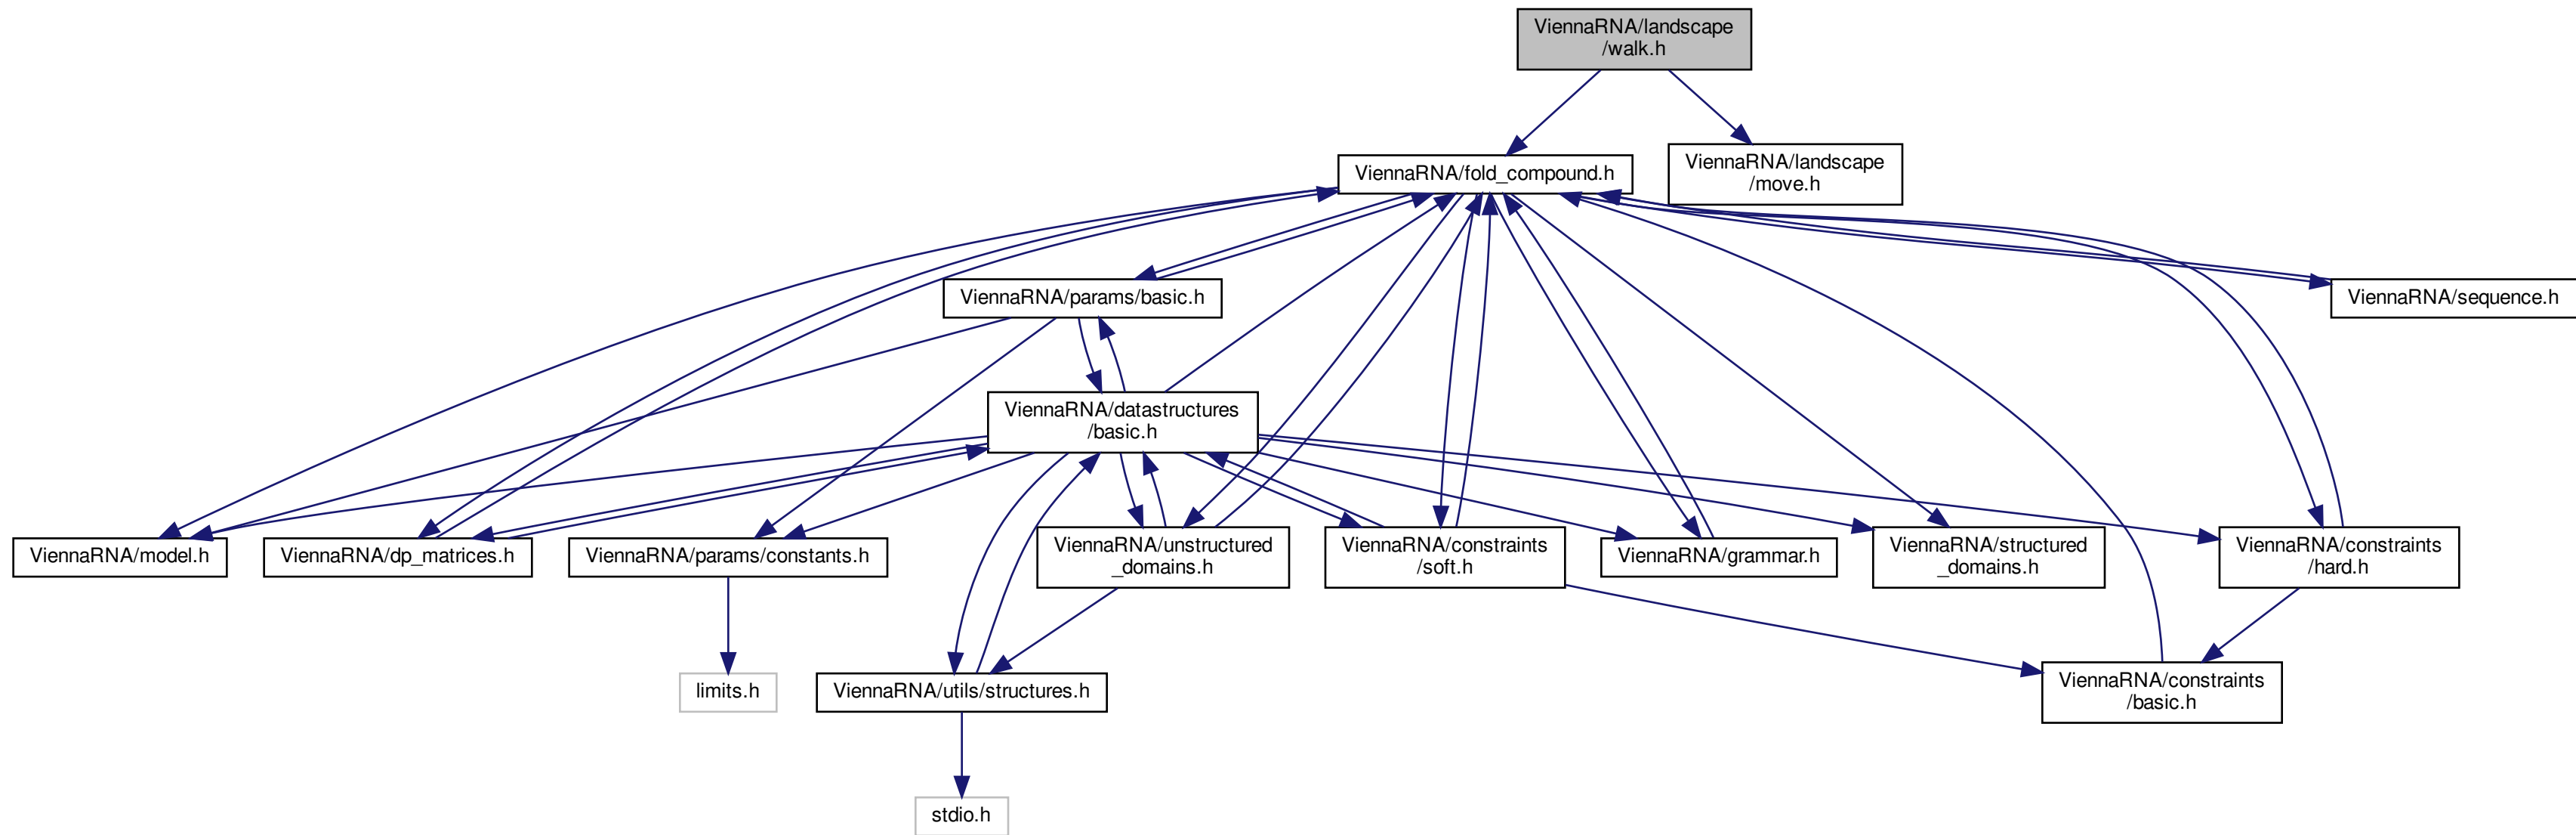 ViennaRNA/landscape
/walk.h
ViennaRNA/fold_compound.h
ViennaRNA/landscape
/move.h
ViennaRNA/params/basic.h
ViennaRNA/sequence.h
ViennaRNA/datastructures
/basic.h
ViennaRNA/model.h
ViennaRNA/dp_matrices.h
ViennaRNA/params/constants.h
ViennaRNA/unstructured
_domains.h
ViennaRNA/constraints
/soft.h
ViennaRNA/grammar.h
ViennaRNA/structured
_domains.h
ViennaRNA/constraints
/hard.h
limits.h
ViennaRNA/utils/structures.h
ViennaRNA/constraints
/basic.h
stdio.h